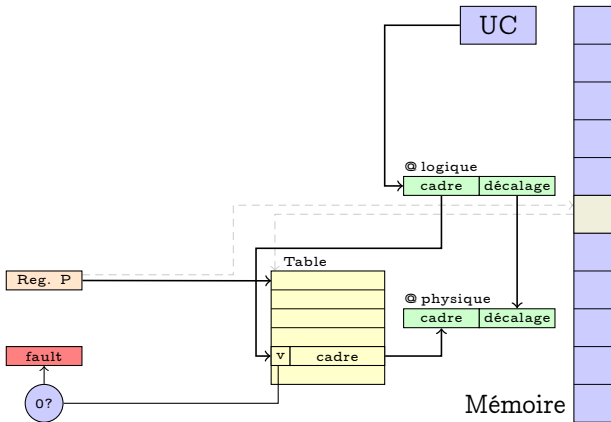 UC
@ logique
cadre décalage
Table
Reg. P
@ physique
cadre décalage
fault
v cadre
0?
Mémoire